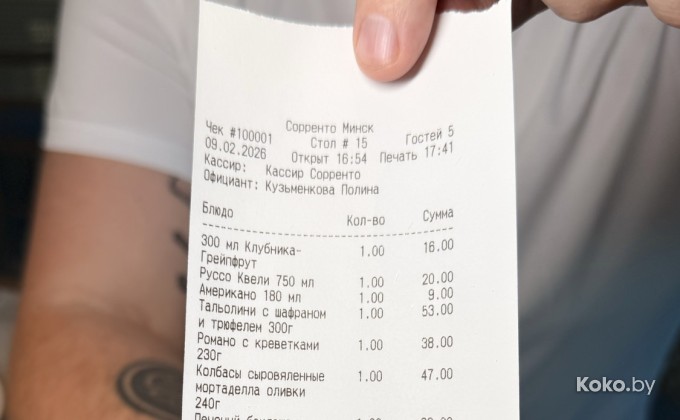 Сорренто Минск
Чек #100001 Стол # 15 Гостей 5
09.02.2026 Открыт 16:54 Печать 17:41
Кассир: Кассир Сорренто
Официант: Кузьменкова Полина
Блюдо Кол-во Сумма
300 мл Клубника- 1.00 16.00
Грейпфрут
Руссо Квели 750 мл 1.00 20.00
Американо 180 мл 1.00 9.00
Тальолини с шафраном 1.00 53.00
и трюфелем 300г
Романо с креветками 1.00 38.00
230г
Колбасы сыровяленные 1.00 47.00
мортаделла оливки
240г
1.00
Koko.by